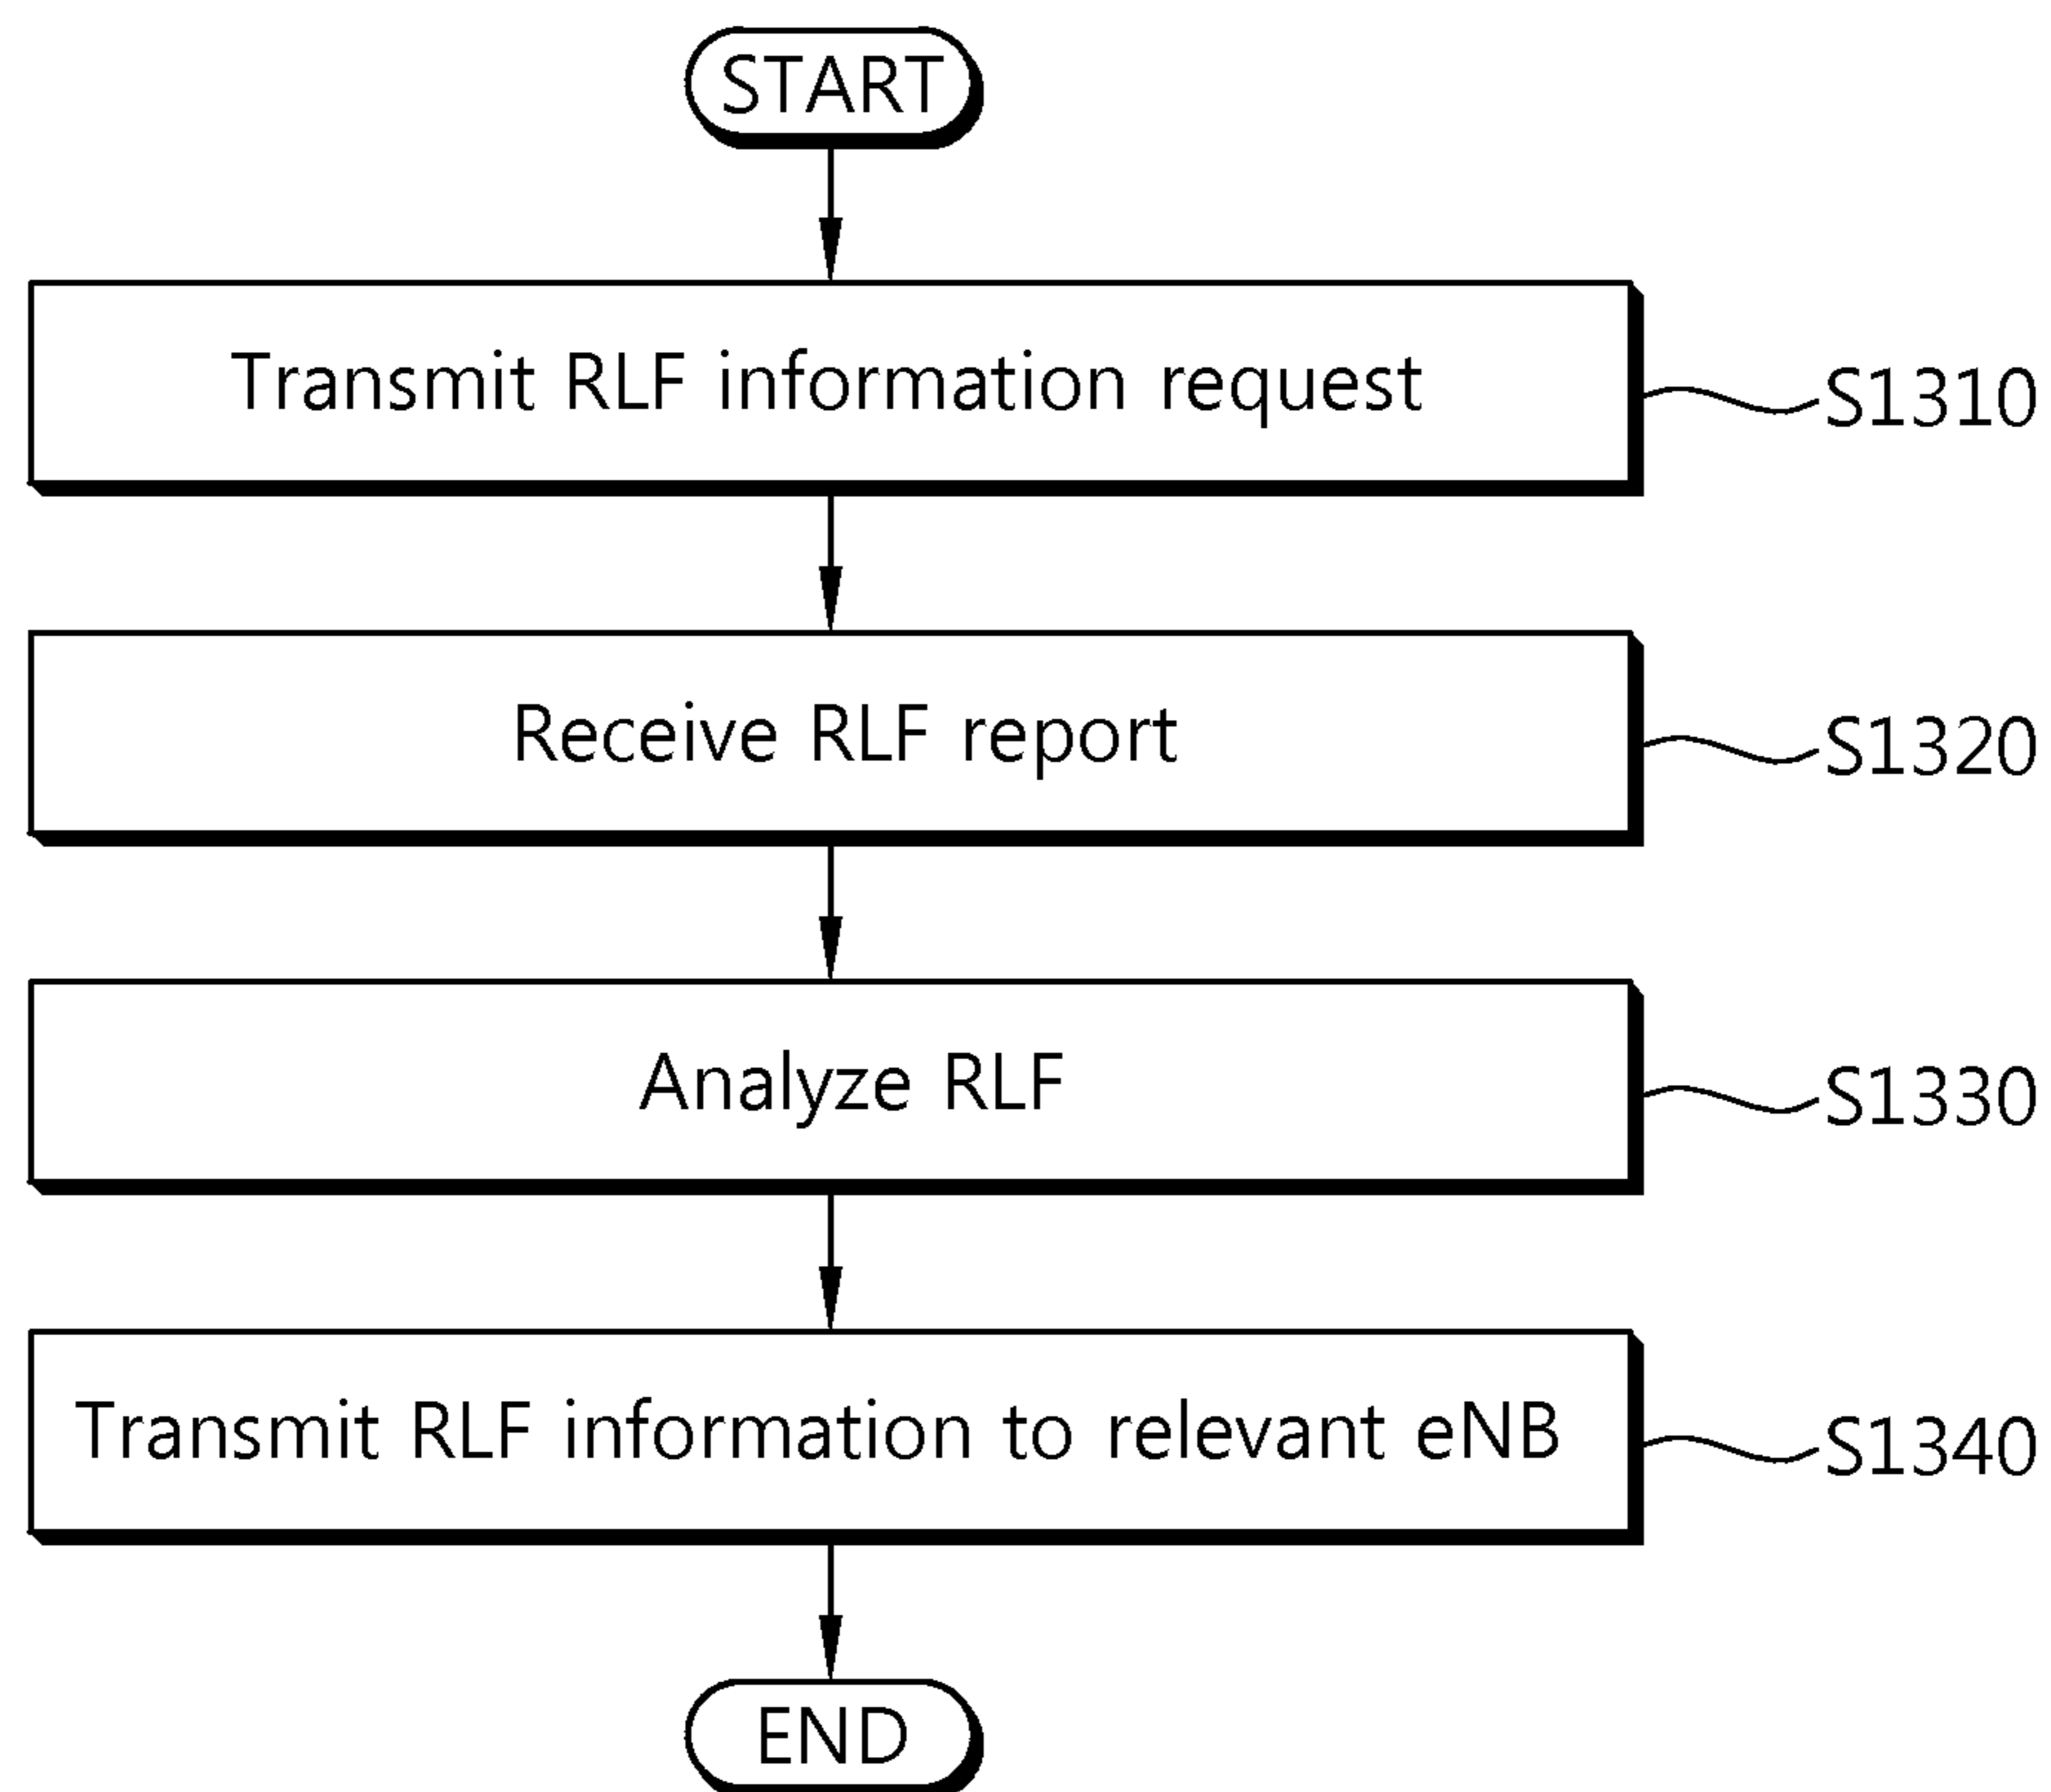 START
Transmit RLF information request
S1310
Receive RLF report
S1320
Analyze RLF
S1330
Transmit RLF information to relevant eNB
S1340
END